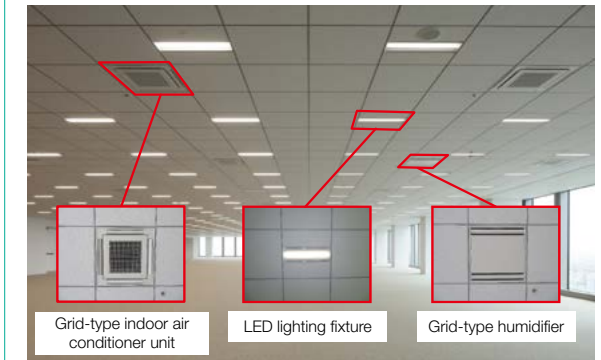 Grid-type indoor air
conditioner unit
LED lighting fixture
Grid-type humidifier